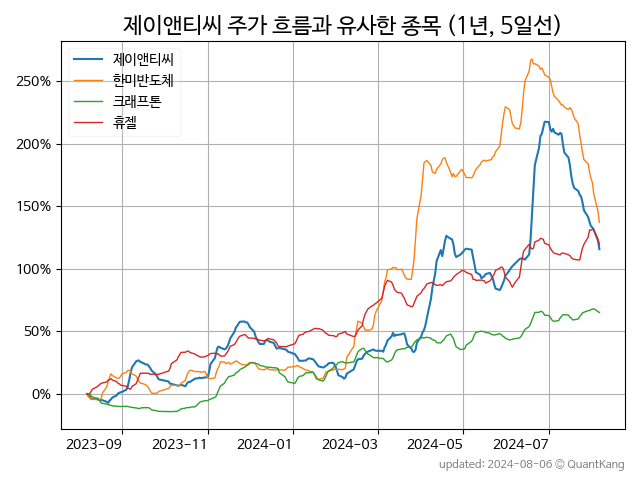 제이앤티씨 주가 흐름과 유사한 종목 (1년, 5일선)
제이앤티씨
한미반도체
크래프톤
휴젤
250%
200%
150%
100%
50%
0%
2023-09 2023-11 2024-01 2024-03 2024-05 2024-07
updated: 2024-08-06 © QuantKang